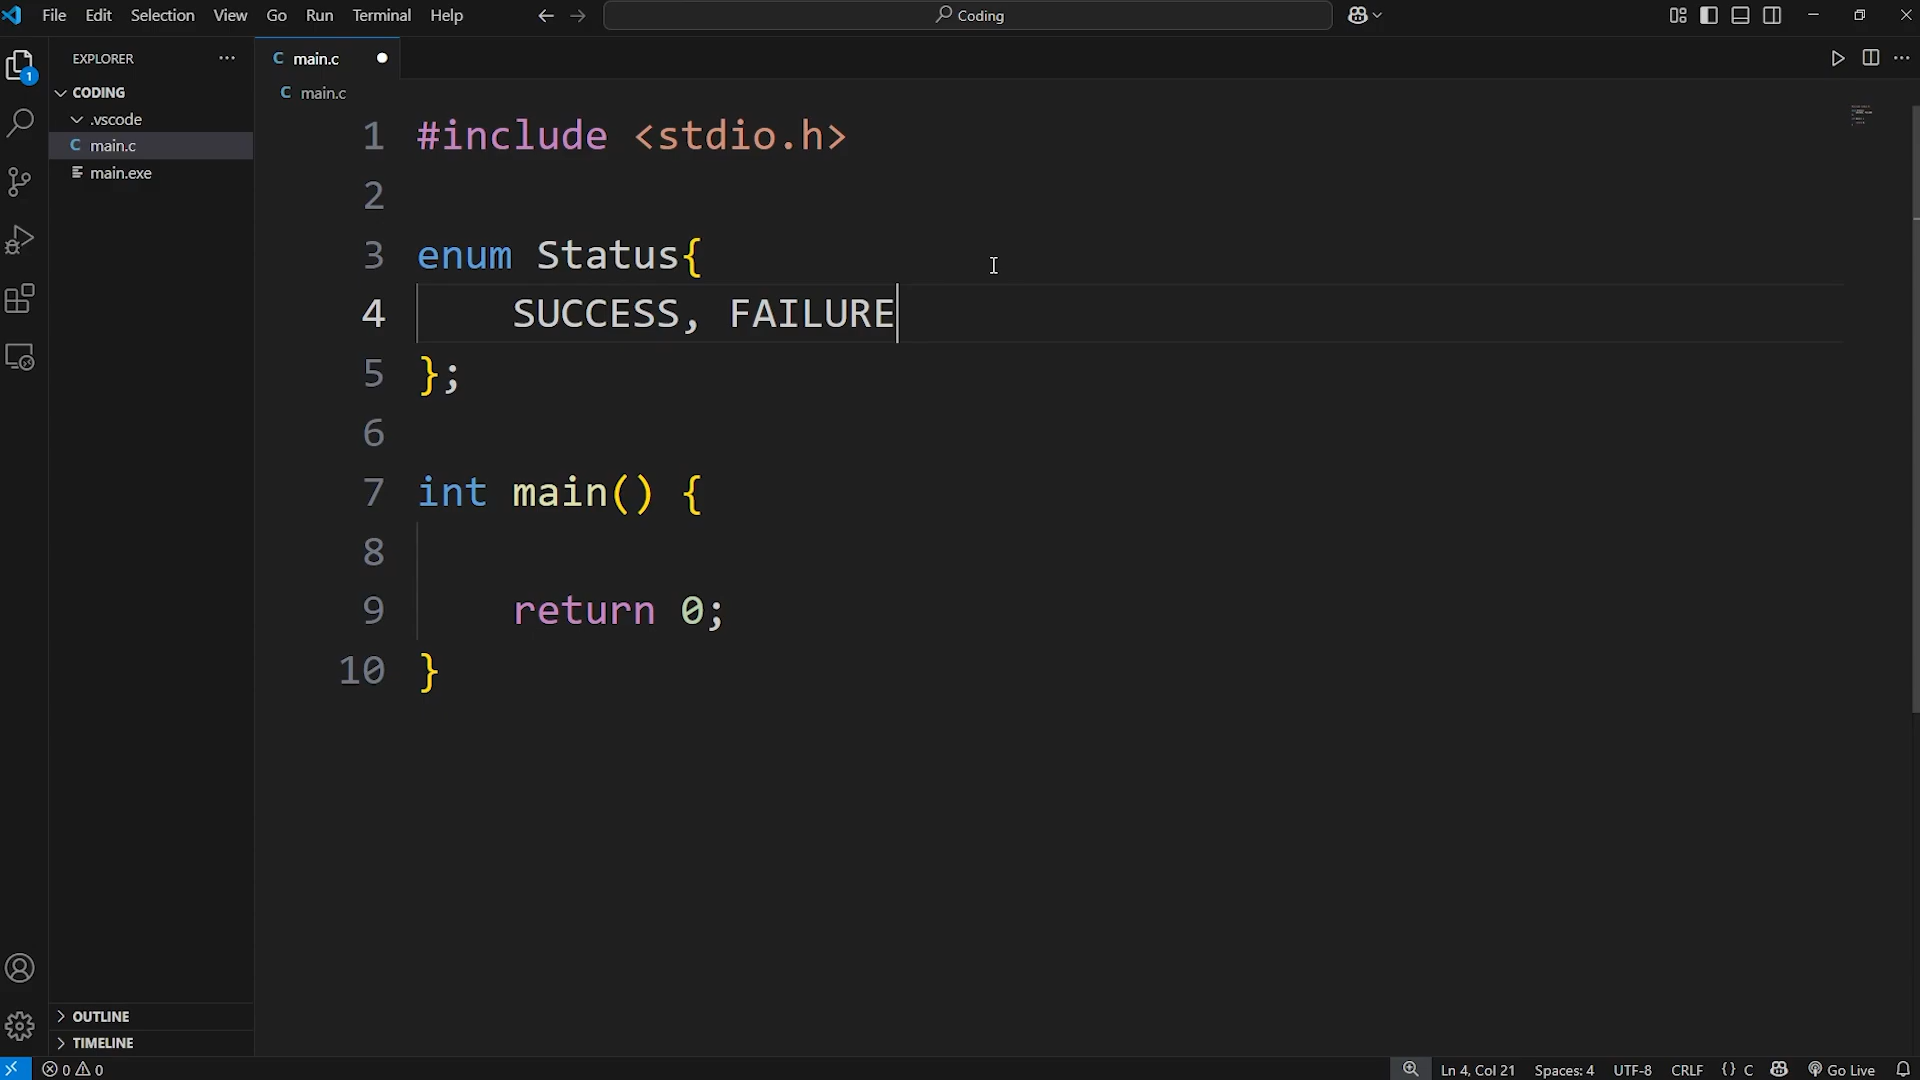 File Edit Selection View Go Run Terminal Help
Coding
EXPLORER
CODING
.vscode
C main.c
main.exe
OUTLINE
TIMELINE
1
C main.c
C main.c
1 #include <stdio.h>
2
3 enum Status{
4     SUCCESS, FAILURE
5 };
6
7 int main() {
8
9     return 0;
10 }
0 0
Ln 4, Col 21 Spaces: 4 UTF-8 CRLF {} C Go Live